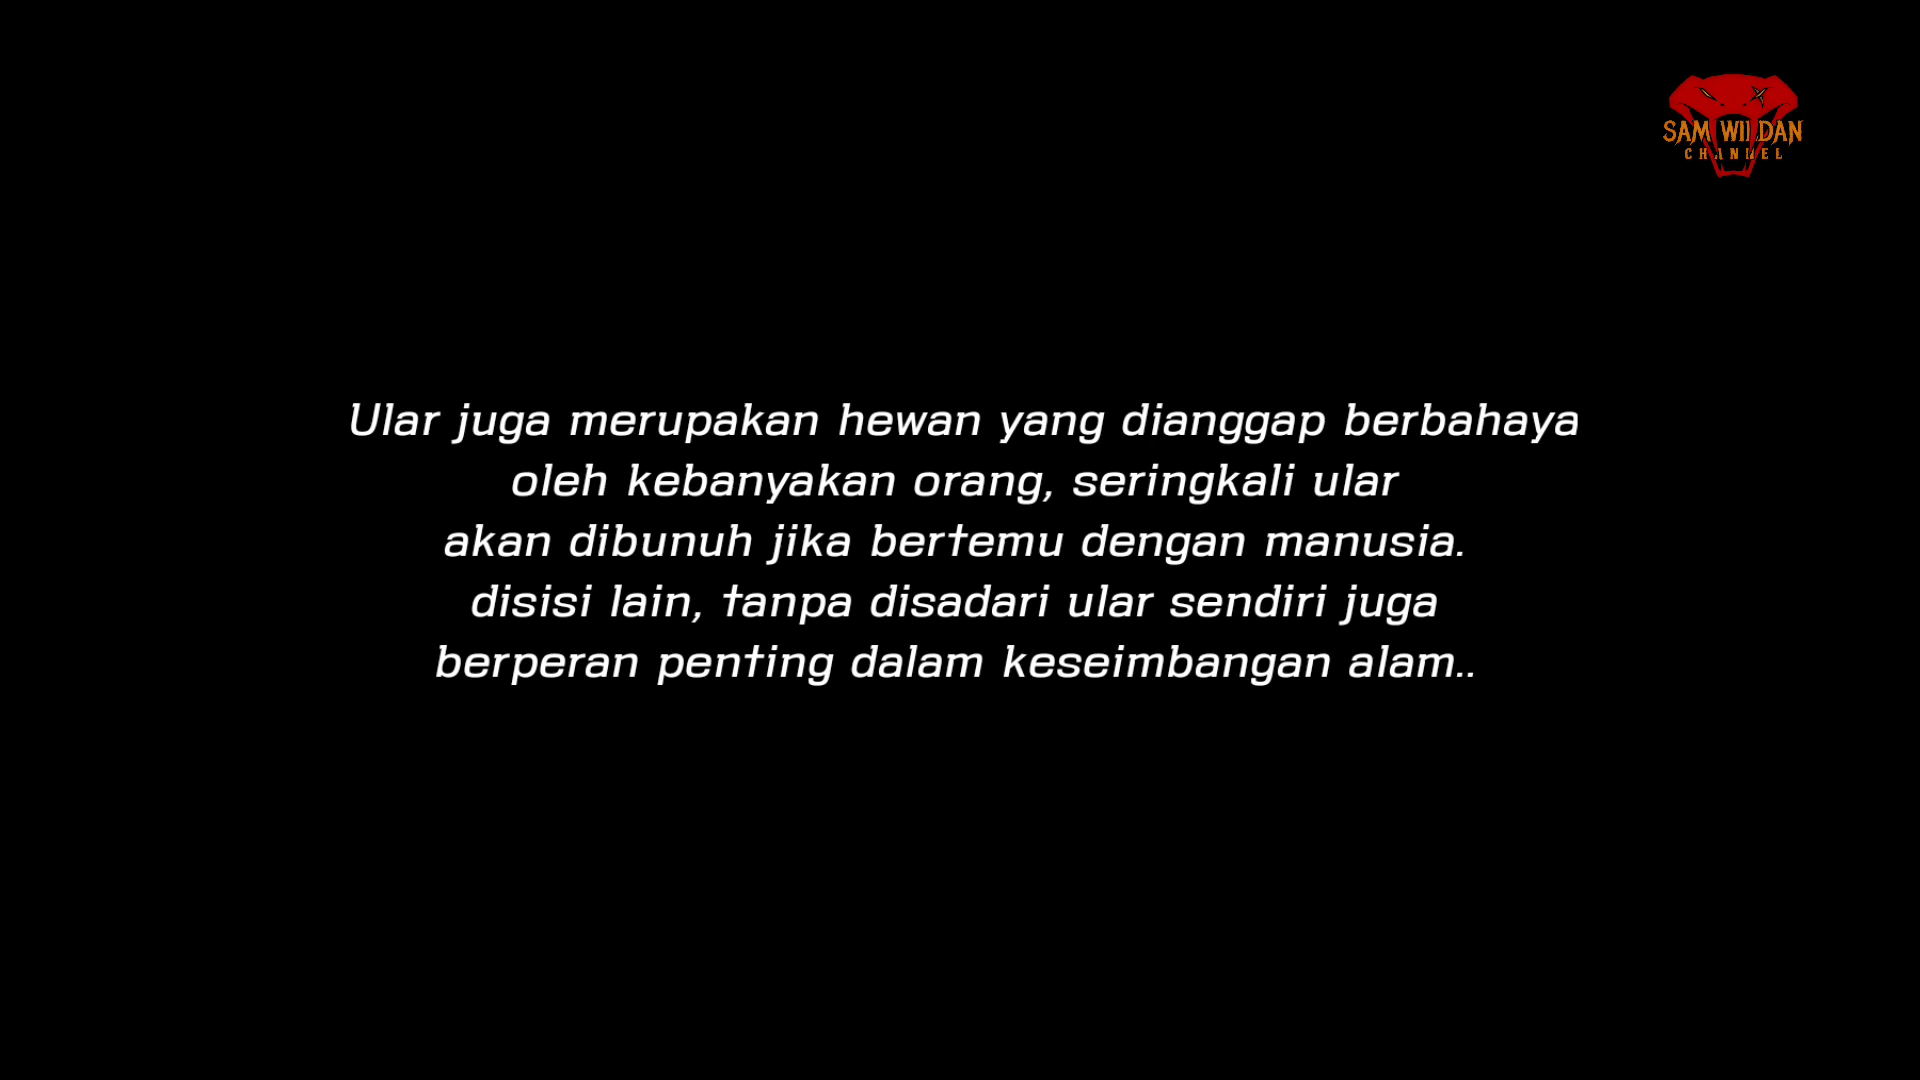 SAM WILDAN
CHANNEL
Ular juga merupakan hewan yang dianggap berbahaya
oleh kebanyakan orang, seringkali ular
akan dibunuh jika bertemu dengan manusia.
disisi lain, tanpa disadari ular sendiri juga
berperan penting dalam keseimbangan alam..